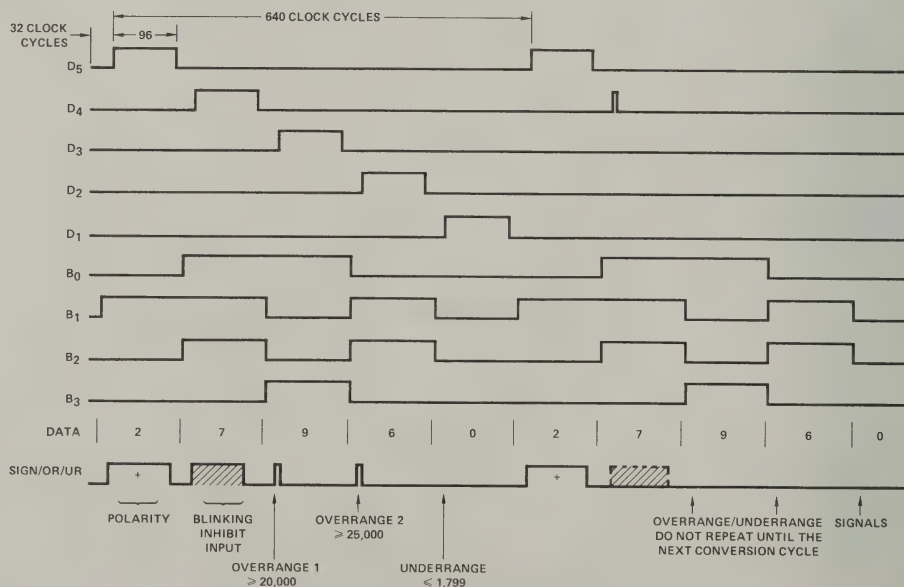 640 CLOCK CYCLES
32 CLOCK
CYCLES
96
D5
D4
D3
D2
D1
B0
B1
B2
B3
DATA 2 7 9 6 0 2 7 9 6 0
SIGN/OR/UR + +
POLARITY
BLINKING
INHIBIT
INPUT
OVERRANGE 1
≥ 20,000
OVERRANGE 2
≥ 25,000
UNDERRANGE
≤ 1,799
OVERRANGE/UNDERRANGE
DO NOT REPEAT UNTIL THE
NEXT CONVERSION CYCLE
SIGNALS